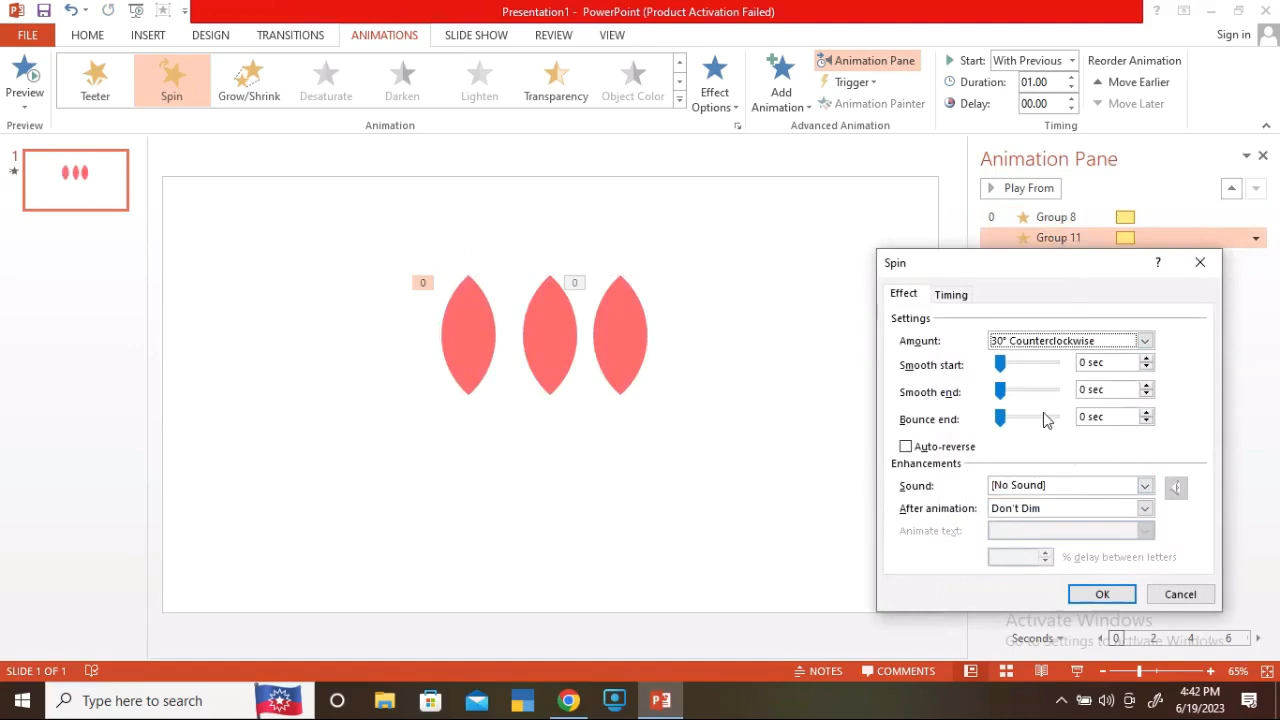 Presentation1 - PowerPoint (Product Activation Failed)
FILE HOME INSERT DESIGN TRANSITIONS ANIMATIONS SLIDE SHOW REVIEW VIEW Sign in
Preview
Teeter Spin Grow/Shrink Desaturate Darken Lighten Transparency Object Color
Effect
Options
Add
Animation
Animation Pane
Trigger
Animation Painter
Start: With Previous
Duration: 01.00
Delay: 00.00
Reorder Animation
Move Earlier
Move Later
Preview Animation Advanced Animation Timing
1
0
0
Animation Pane
Play From
0 Group 8
Group 11
Spin
Effect Timing
Settings
Amount: 30° Counterclockwise
Smooth start: 0 sec
Smooth end: 0 sec
Bounce end: 0 sec
Auto-reverse
Enhancements
Sound: [No Sound]
After animation: Don't Dim
Animate text:
% delay between letters
OK Cancel
Activate Windows
Go to Settings to Activate Windows.
Seconds 0 2 4 6
SLIDE 1 OF 1 NOTES COMMENTS 65%
Type here to search
4:42 PM
6/19/2023